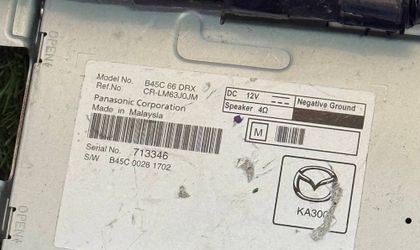 OPEN
OPEN
Model No. B45C 66 DRX
Ref.No. CR-LM63J0JM
Panasonic Corporation
Made in Malaysia
Serial No. 713346
S/W B45C 0028 1702
DC 12V
Speaker 4Ω
Negative Ground
M
KA300